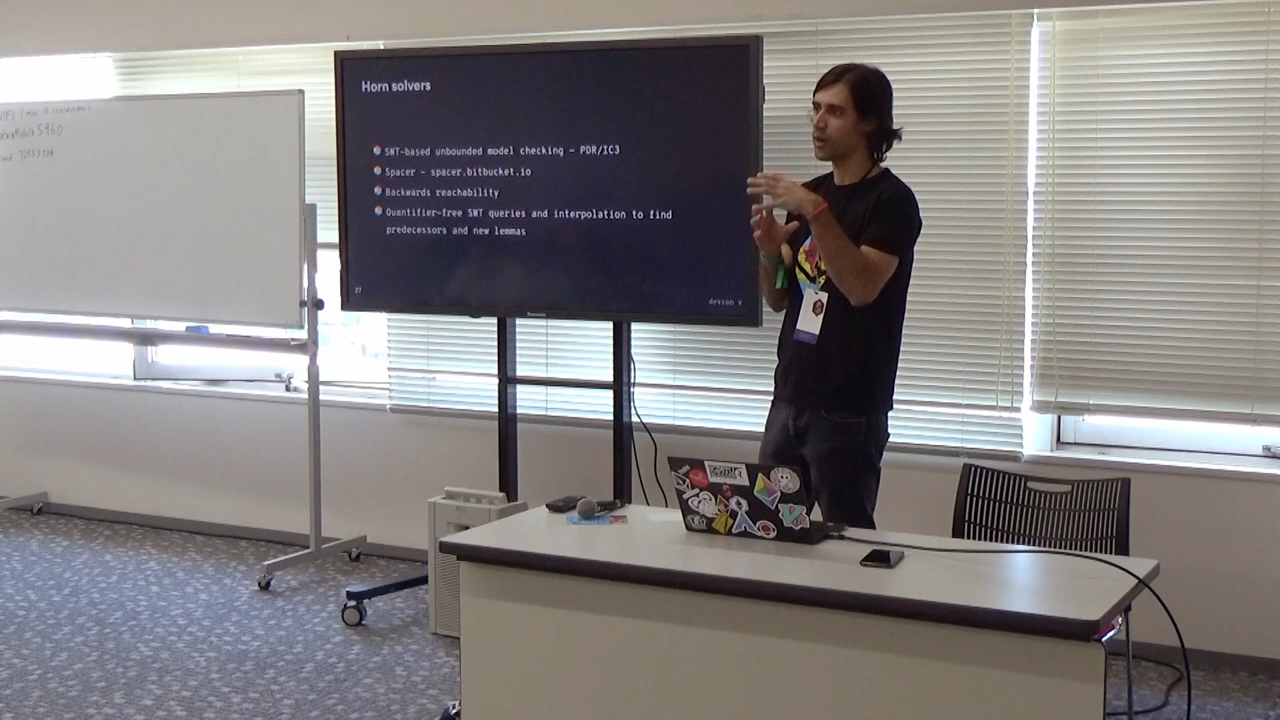 Horn solvers
SMT-based unbounded model checking – PDR/IC3
Spacer – spacer.bitbucket.io
Backwards reachability
Quantifier-free SMT queries and interpolation to find
predecessors and new lemmas
27
devcon v
Panasonic